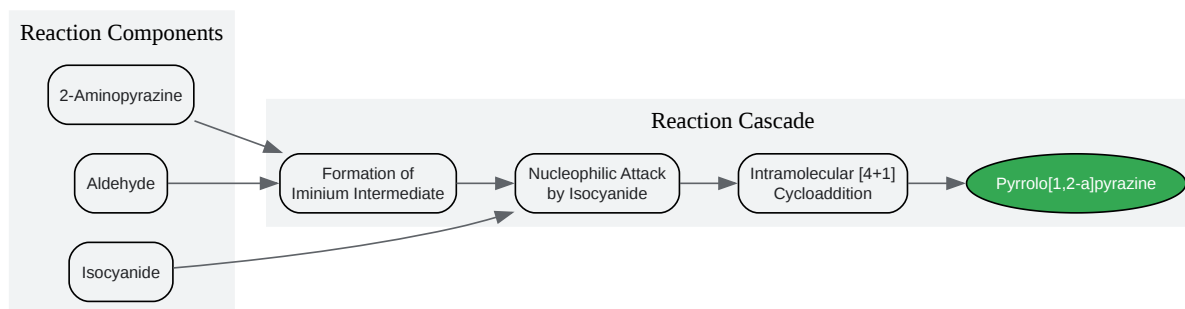 Reaction Components
2-Aminopyrazine
Aldehyde
Isocyanide
Reaction Cascade
Formation of
Iminium Intermediate
Nucleophilic Attack
by Isocyanide
Intramolecular [4+1]
Cycloaddition
Pyrrolo[1,2-a]pyrazine